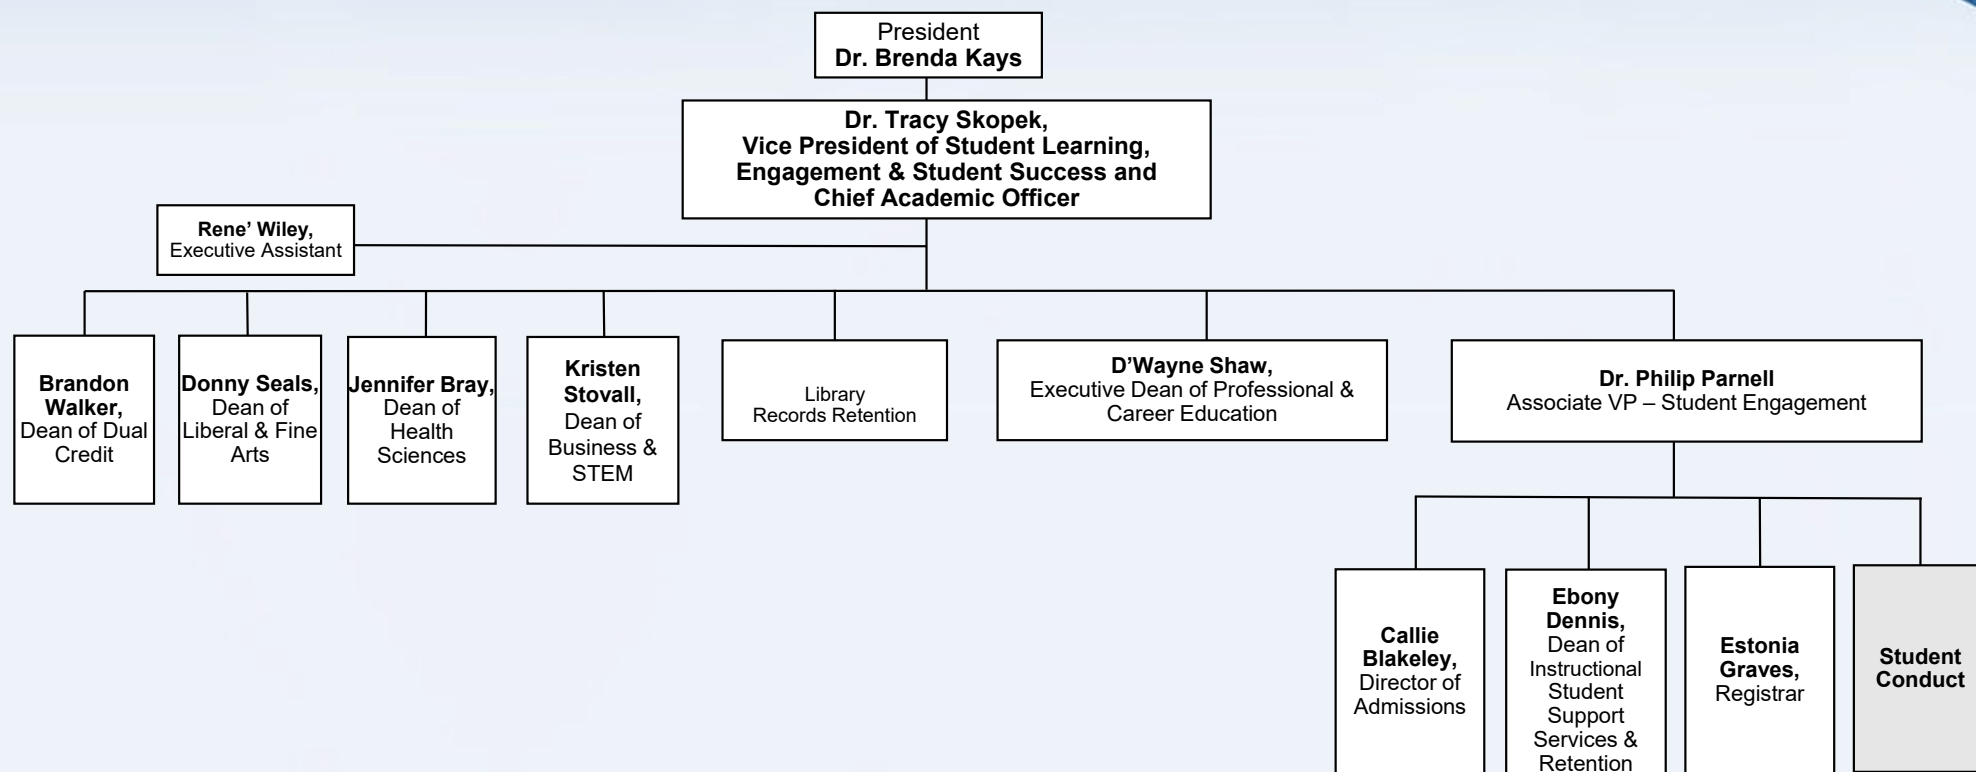 President
Dr. Brenda Kays
Dr. Tracy Skopek,
Vice President of Student Learning,
Engagement & Student Success and
Chief Academic Officer
Rene’ Wiley,
Executive Assistant
Brandon
Walker,
Dean of Dual
Credit
Donny Seals,
Dean of
Liberal & Fine
Arts
Jennifer Bray,
Dean of
Health
Sciences
Kristen
Stovall,
Dean of
Business &
STEM
Library
Records Retention
D’Wayne Shaw,
Executive Dean of Professional &
Career Education
Dr. Philip Parnell
Associate VP – Student Engagement
Callie
Blakeley,
Director of
Admissions
Ebony
Dennis,
Dean of
Instructional
Student
Support
Services &
Retention
Estonia
Graves,
Registrar
Student
Conduct